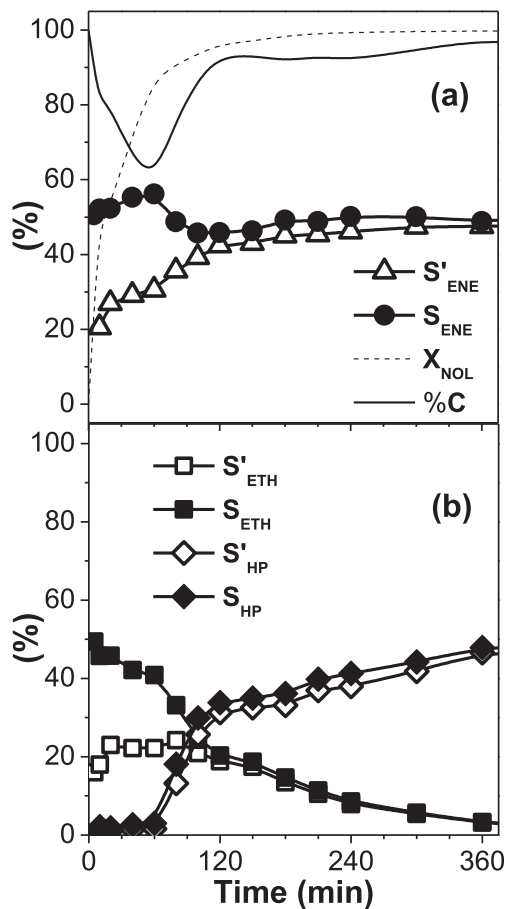 100
80
60
40
20
0
(%)
(a)
S'ENE
SENE
XNOL
%C
100
80
60
40
20
0
(%)
(b)
S'ETH
SETH
S'HP
SHP
0 120 240 360
Time (min)